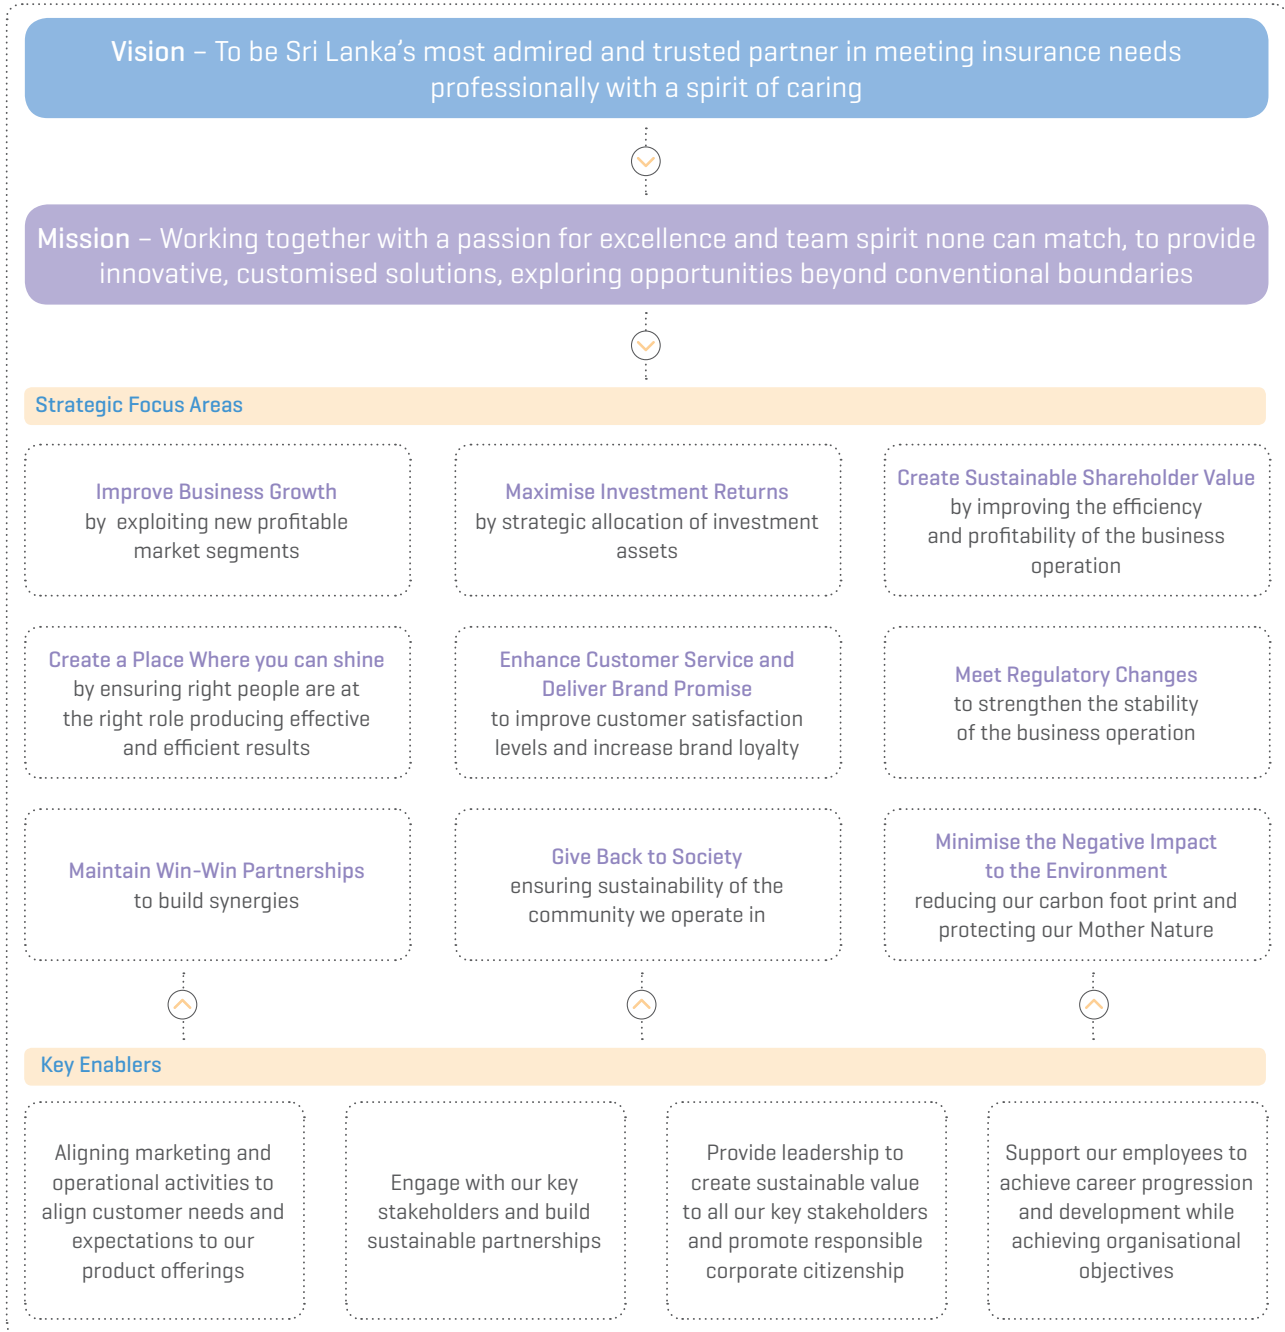 Vision – To be Sri Lanka's most admired and trusted partner in meeting insurance needs
professionally with a spirit of caring
Mission – Working together with a passion for excellence and team spirit none can match, to provide
innovative, customised solutions, exploring opportunities beyond conventional boundaries
Strategic Focus Areas
Improve Business Growth
by exploiting new profitable
market segments
Maximise Investment Returns
by strategic allocation of investment
assets
Create Sustainable Shareholder Value
by improving the efficiency
and profitability of the business
operation
Create a Place Where you can shine
by ensuring right people are at
the right role producing effective
and efficient results
Enhance Customer Service and
Deliver Brand Promise
to improve customer satisfaction
levels and increase brand loyalty
Meet Regulatory Changes
to strengthen the stability
of the business operation
Maintain Win-Win Partnerships
to build synergies
Give Back to Society
ensuring sustainability of the
community we operate in
Minimise the Negative Impact
to the Environment
reducing our carbon foot print and
protecting our Mother Nature
Key Enablers
Aligning marketing and
operational activities to
align customer needs and
expectations to our
product offerings
Engage with our key
stakeholders and build
sustainable partnerships
Provide leadership to
create sustainable value
to all our key stakeholders
and promote responsible
corporate citizenship
Support our employees to
achieve career progression
and development while
achieving organisational
objectives